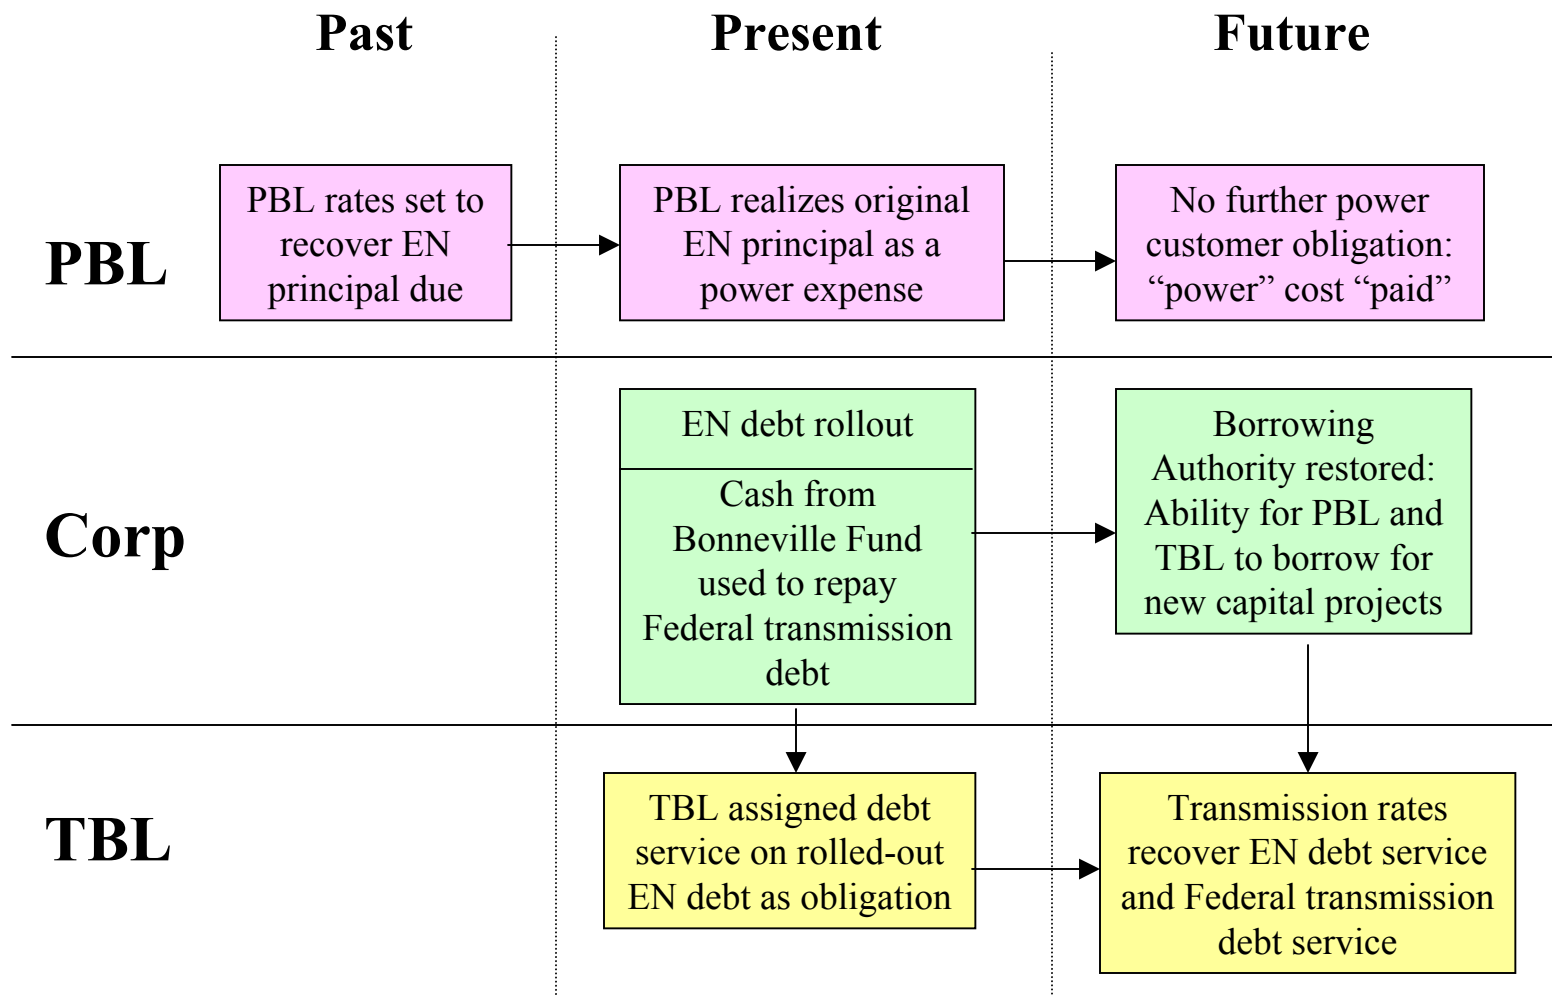 Past
Present
Future
PBL
PBL rates set to
recover EN
principal due
PBL realizes original
EN principal as a
power expense
No further power
customer obligation:
“power” cost “paid”
Corp
EN debt rollout
Cash from
Bonneville Fund
used to repay
Federal transmission
debt
Borrowing
Authority restored:
Ability for PBL and
TBL to borrow for
new capital projects
TBL
TBL assigned debt
service on rolled-out
EN debt as obligation
Transmission rates
recover EN debt service
and Federal transmission
debt service